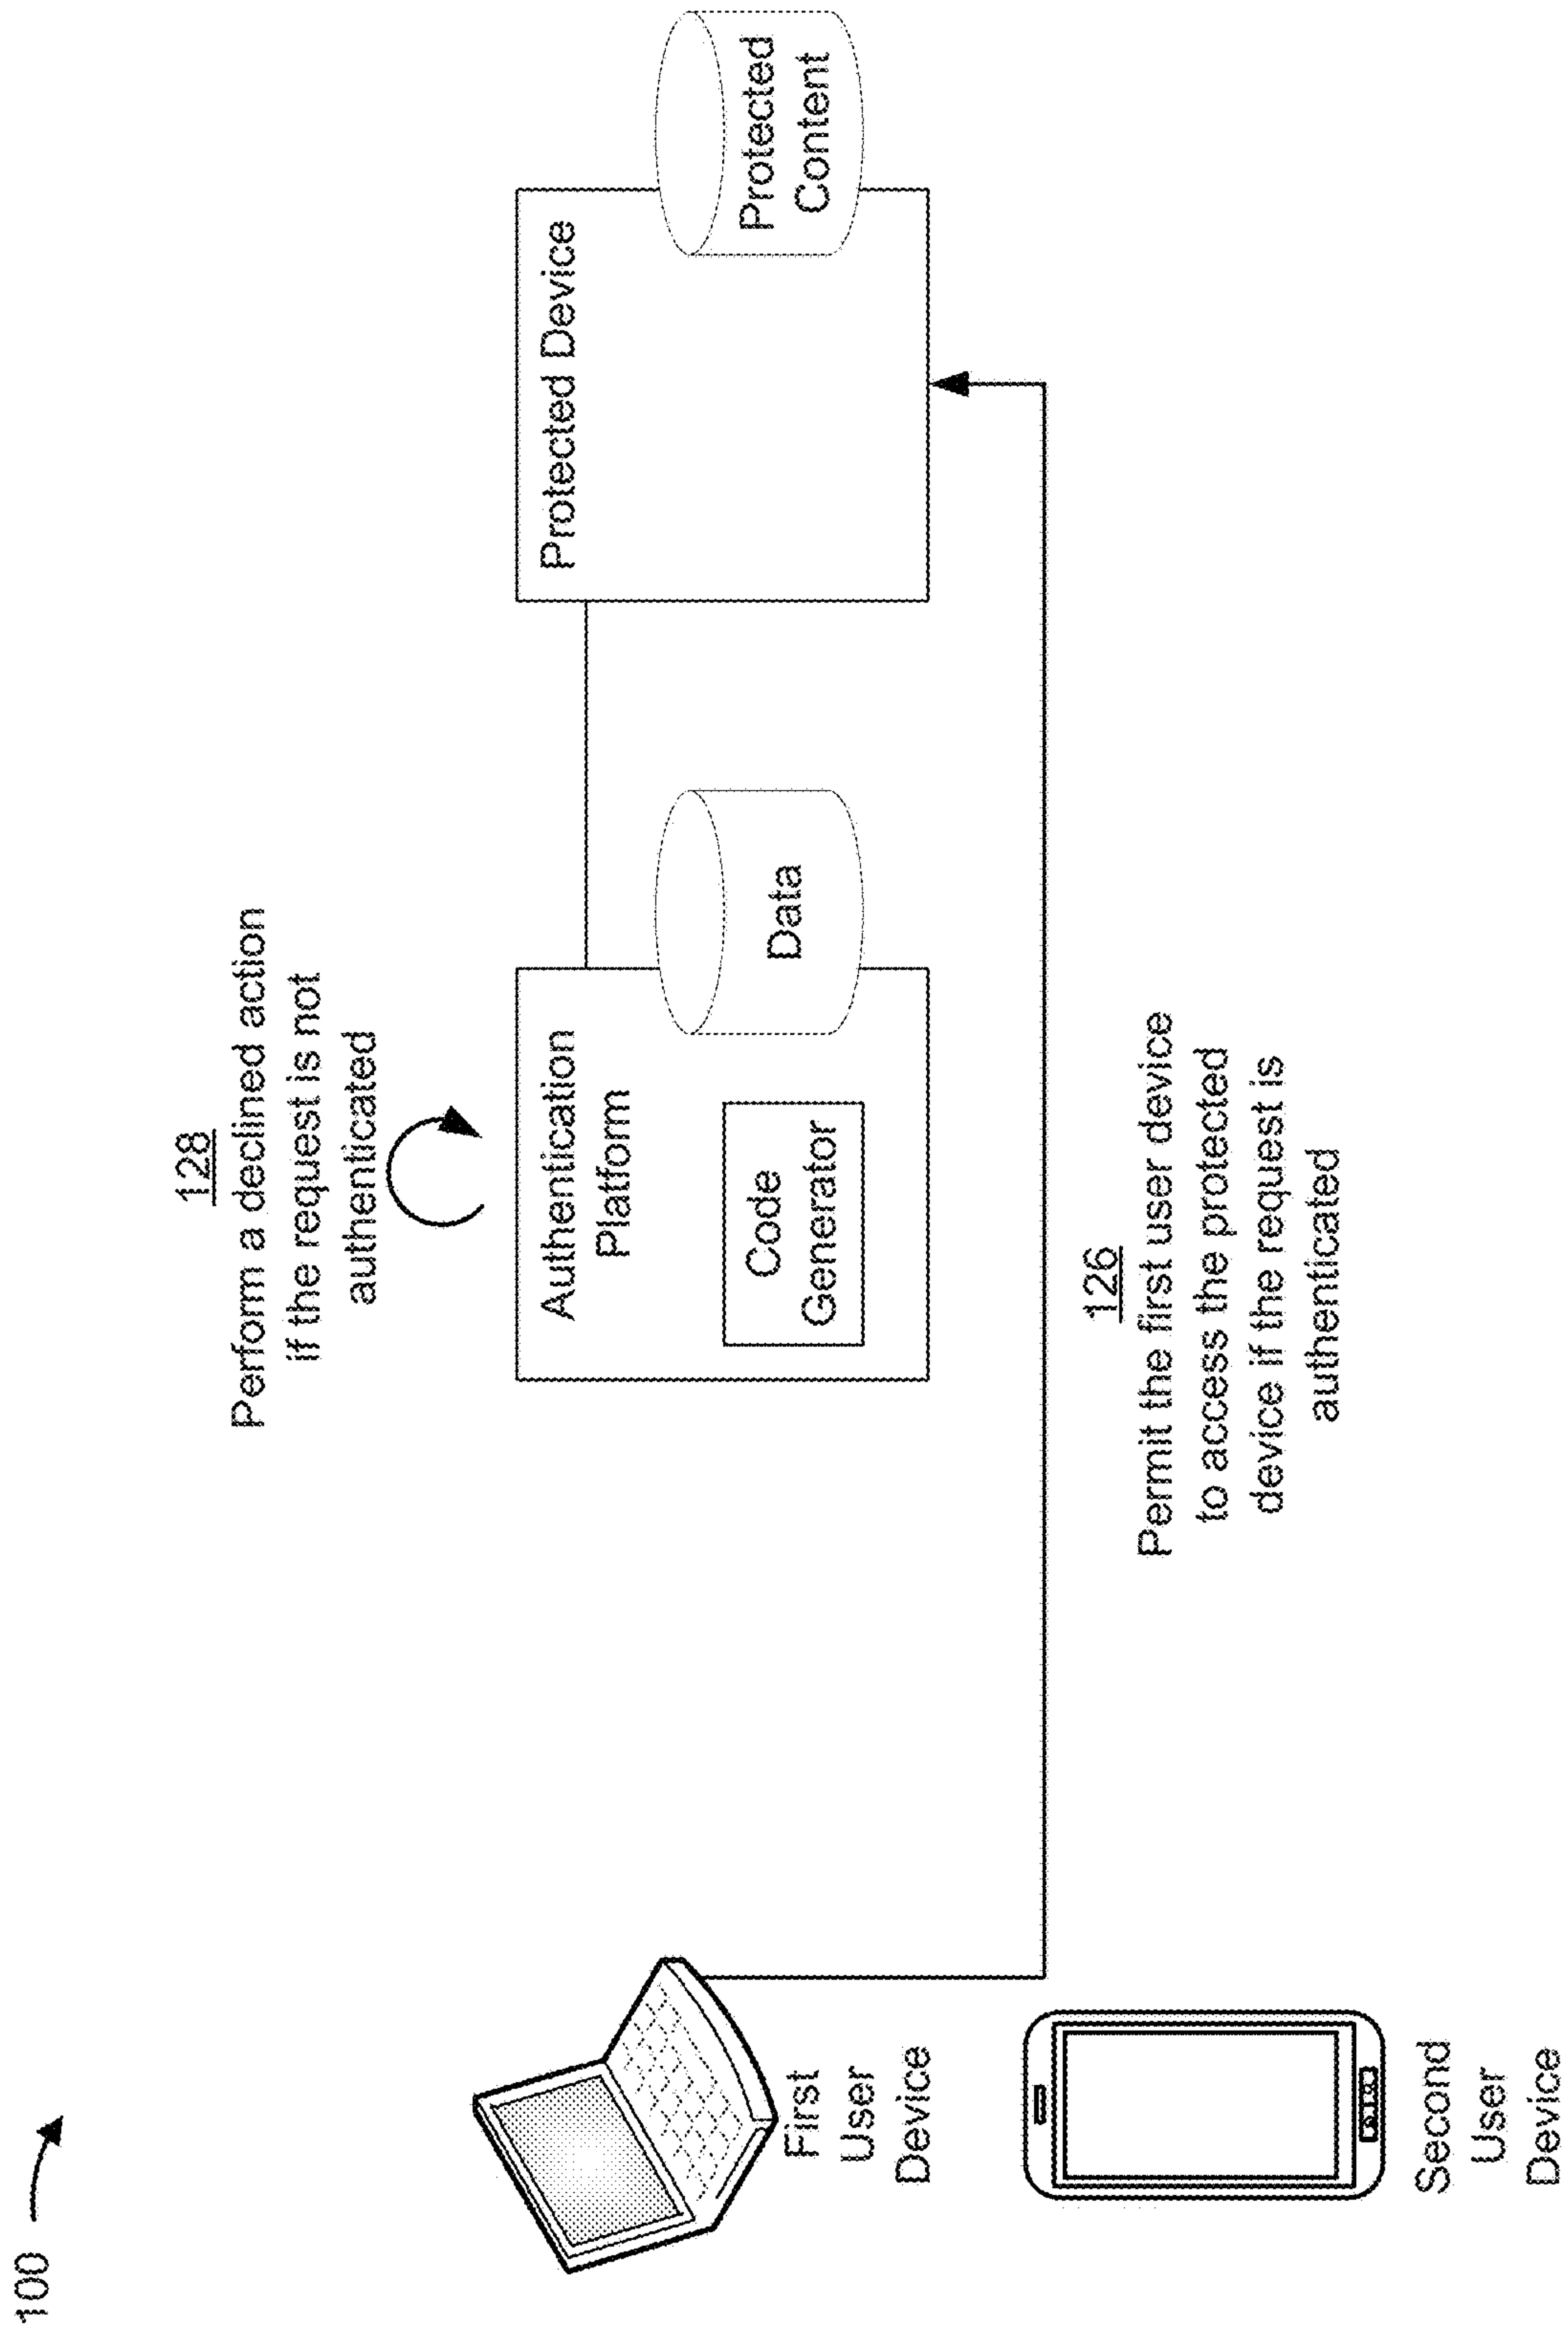 100
128
Perform a declined action
if the request is not
authenticated
Authentication
Platform
Code
Generator
Data
Protected Device
Protected
Content
First
User
Device
126
Permit the first user device
to access the protected
device if the request is
authenticated
Second
User
Device